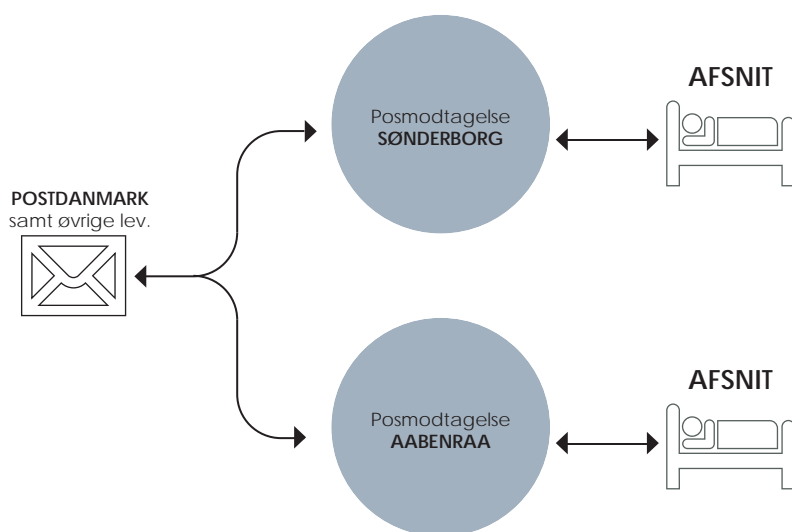 POSTDANMARK
samt øvrige lev.
Posmodtagelse
SØNDERBORG
AFSNIT
Posmodtagelse
AABENRAA
AFSNIT